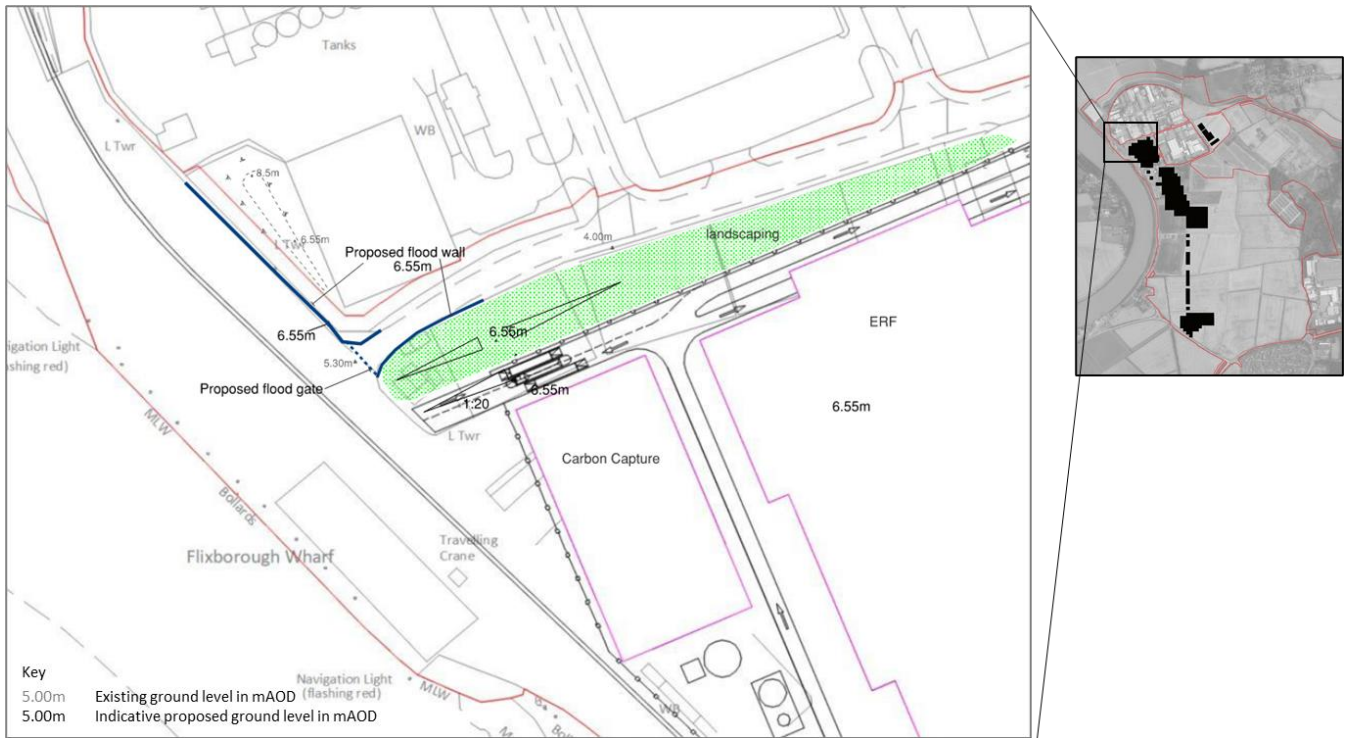 Tanks
WB
L Twr
8.5m
6.55m
L Twr
Proposed flood wall
6.55m
4.00m
landscaping
6.55m
6.55m
5.30m
Proposed flood gate
6.55m
1:20
L Twr
ERF
6.55m
Carbon Capture
vigation Light
shing red)
MLW
Bollards
Flixborough Wharf
Travelling
Crane
Navigation Light
(flashing red)
MLW
WB
Key
5.00m Existing ground level in mAOD
5.00m Indicative proposed ground level in mAOD